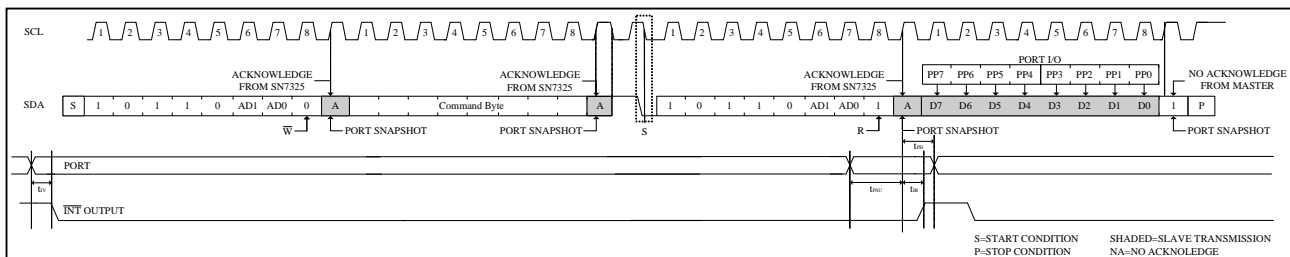 SCL 1 2 3 4 5 6 7 8 1 2 3 4 5 6 7 8 1 2 3 4 5 6 7 8 1 2 3 4 5 6 7 8
PORT I/O
ACKNOWLEDGE FROM SN7325
ACKNOWLEDGE FROM SN7325
ACKNOWLEDGE FROM SN7325
PP7 PP6 PP5 PP4 PP3 PP2 PP1 PP0
NO ACKNOWLEDGE FROM MASTER
SDA S 1 0 1 1 0 AD1 AD0 0 A Command Byte A 1 0 1 1 0 AD1 AD0 1 A D7 D6 D5 D4 D3 D2 D1 D0 1 P
W PORT SNAPSHOT PORT SNAPSHOT S R PORT SNAPSHOT PORT SNAPSHOT
tPSH
PORT
tIV tPSU tIR
INT OUTPUT
S=START CONDITION SHADED=SLAVE TRANSMISSION
P=STOP CONDITION NA=NO ACKNOLEDGE